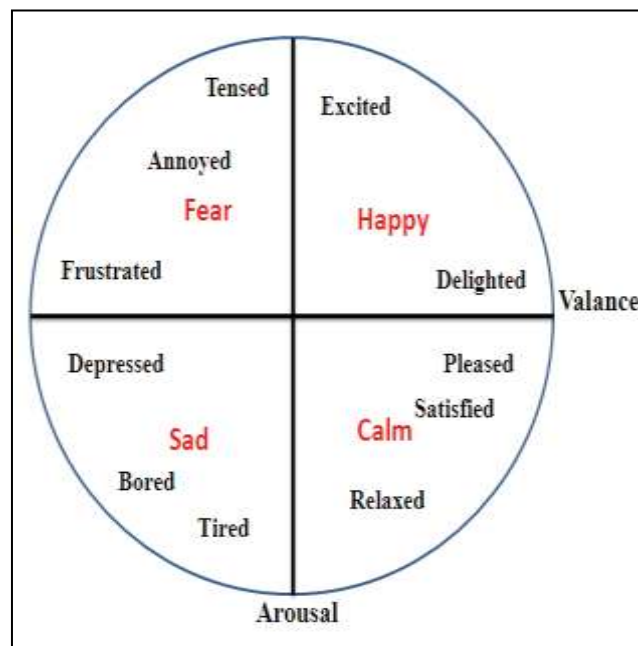 Tensed
Excited
Annoyed
Fear
Happy
Frustrated
Delighted
Valance
Depressed
Pleased
Satisfied
Sad
Calm
Bored
Relaxed
Tired
Arousal